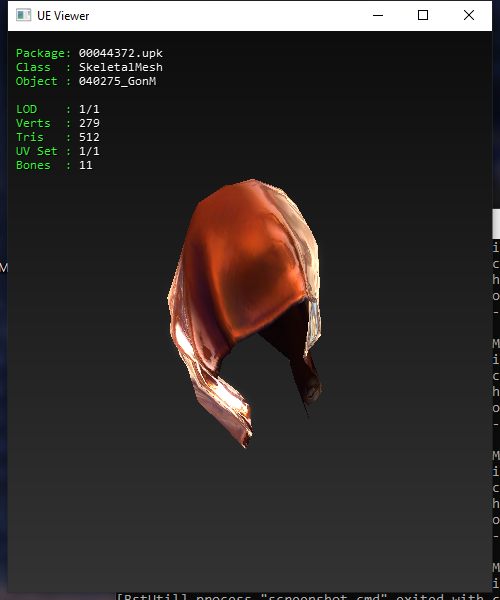 UE Viewer
Package: 00044372.upk
Class  : SkeletalMesh
Object : 040275_GonM
LOD    : 1/1
Verts  : 279
Tris   : 512
UV Set : 1/1
Bones  : 11
M
i
c
h
o
-
M
i
c
h
o
-
M
i
c
h
o
-
M
i
[BstUtil] process "screenshot.cmd" exited with c